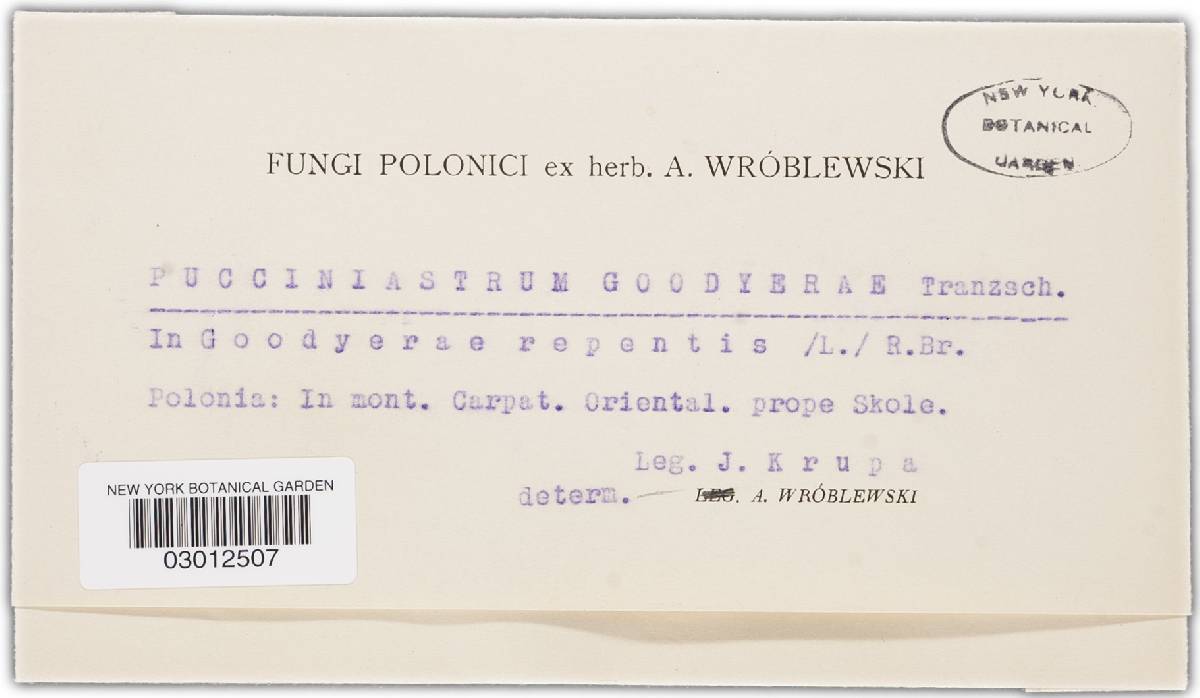 NEW YORK
BOTANICAL
GARDEN
FUNGI POLONICI ex herb. A. WRÓBLEWSKI
PUCCINIASTRUM GOODYERAE Tranzsch.
In Goodyerae repentis /L./ R.Br.
Polonia: In mont. Carpat. Oriental. prope Skole.
Leg. J. Krupa
determ. LEG. A. WRÓBLEWSKI
NEW YORK BOTANICAL GARDEN
03012507